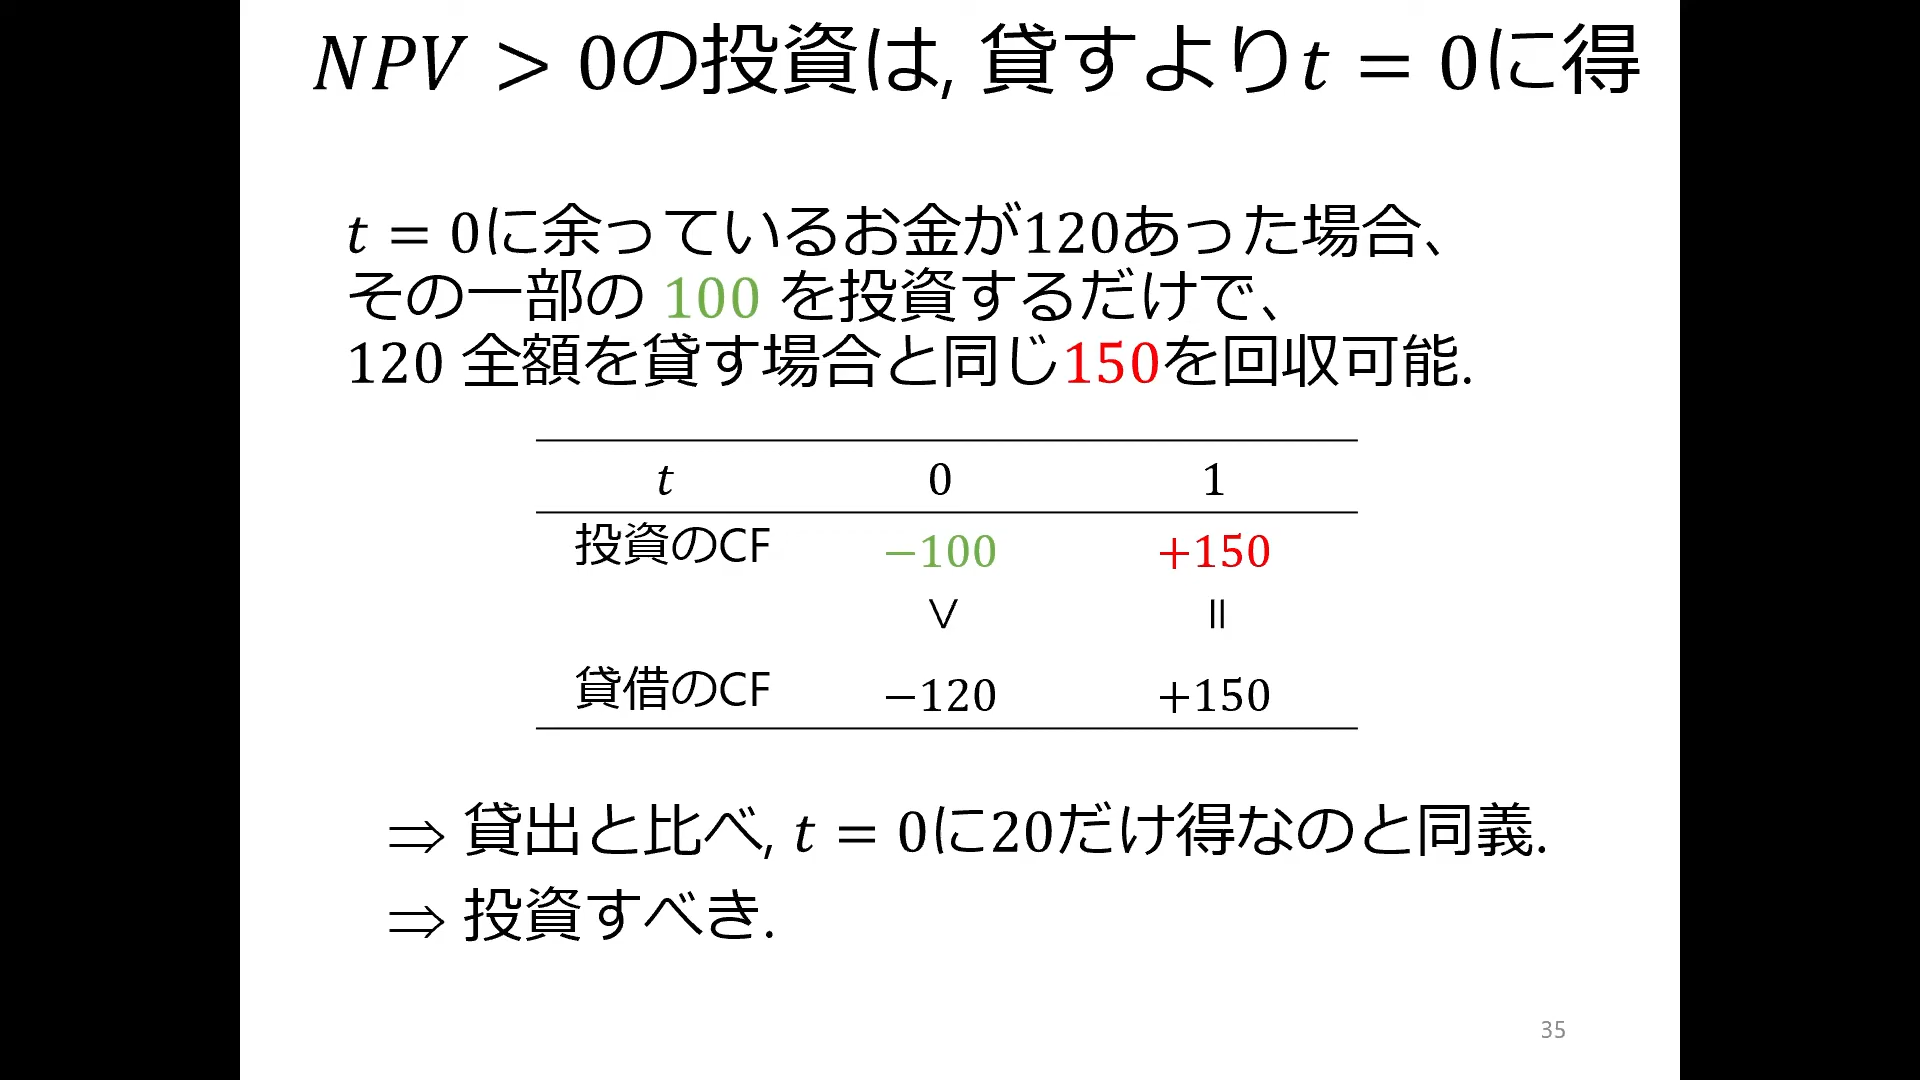 NPV > 0の投資は, 貸すよりt = 0に得
t = 0に余っているお金が120あった場合、
その一部の 100 を投資するだけで、
120 全額を貸す場合と同じ150を回収可能.
t 0 1
投資のCF −100 +150
∨ ॥
貸借のCF −120 +150
⇒ 貸出と比べ, t = 0に20だけ得なのと同義.
⇒ 投資すべき.
35